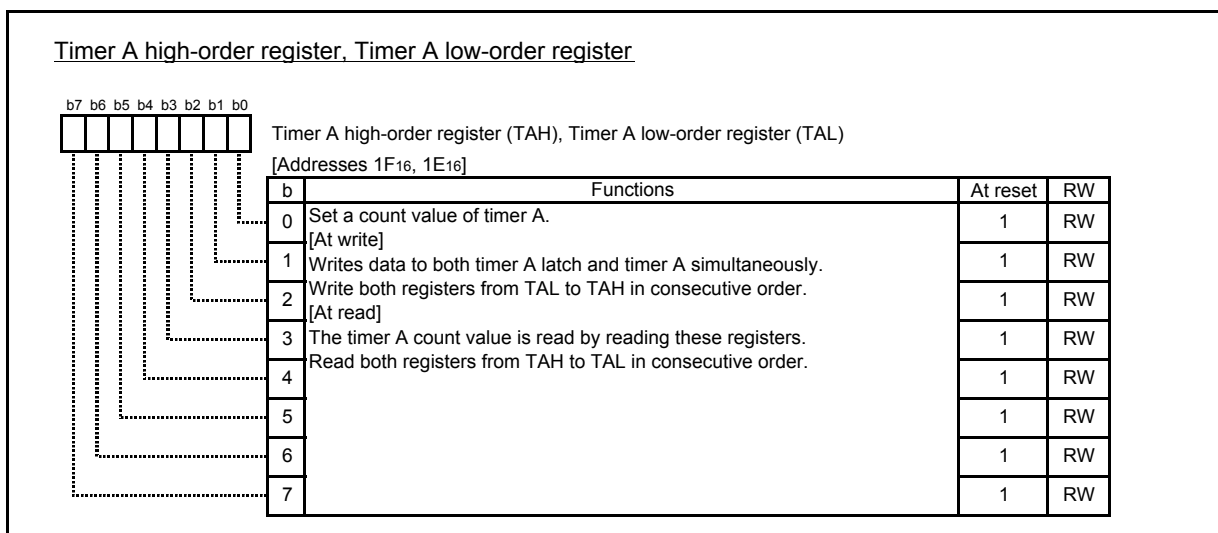 Timer A high-order register, Timer A low-order register
b7 b6 b5 b4 b3 b2 b1 b0
Timer A high-order register (TAH), Timer A low-order register (TAL)
[Addresses 1F16, 1E16]
b Functions At reset RW
0 Set a count value of timer A. 1 RW
[At write]
1 Writes data to both timer A latch and timer A simultaneously. 1 RW
Write both registers from TAL to TAH in consecutive order.
2 [At read] 1 RW
3 The timer A count value is read by reading these registers. 1 RW
Read both registers from TAH to TAL in consecutive order.
4 1 RW
5 1 RW
6 1 RW
7 1 RW